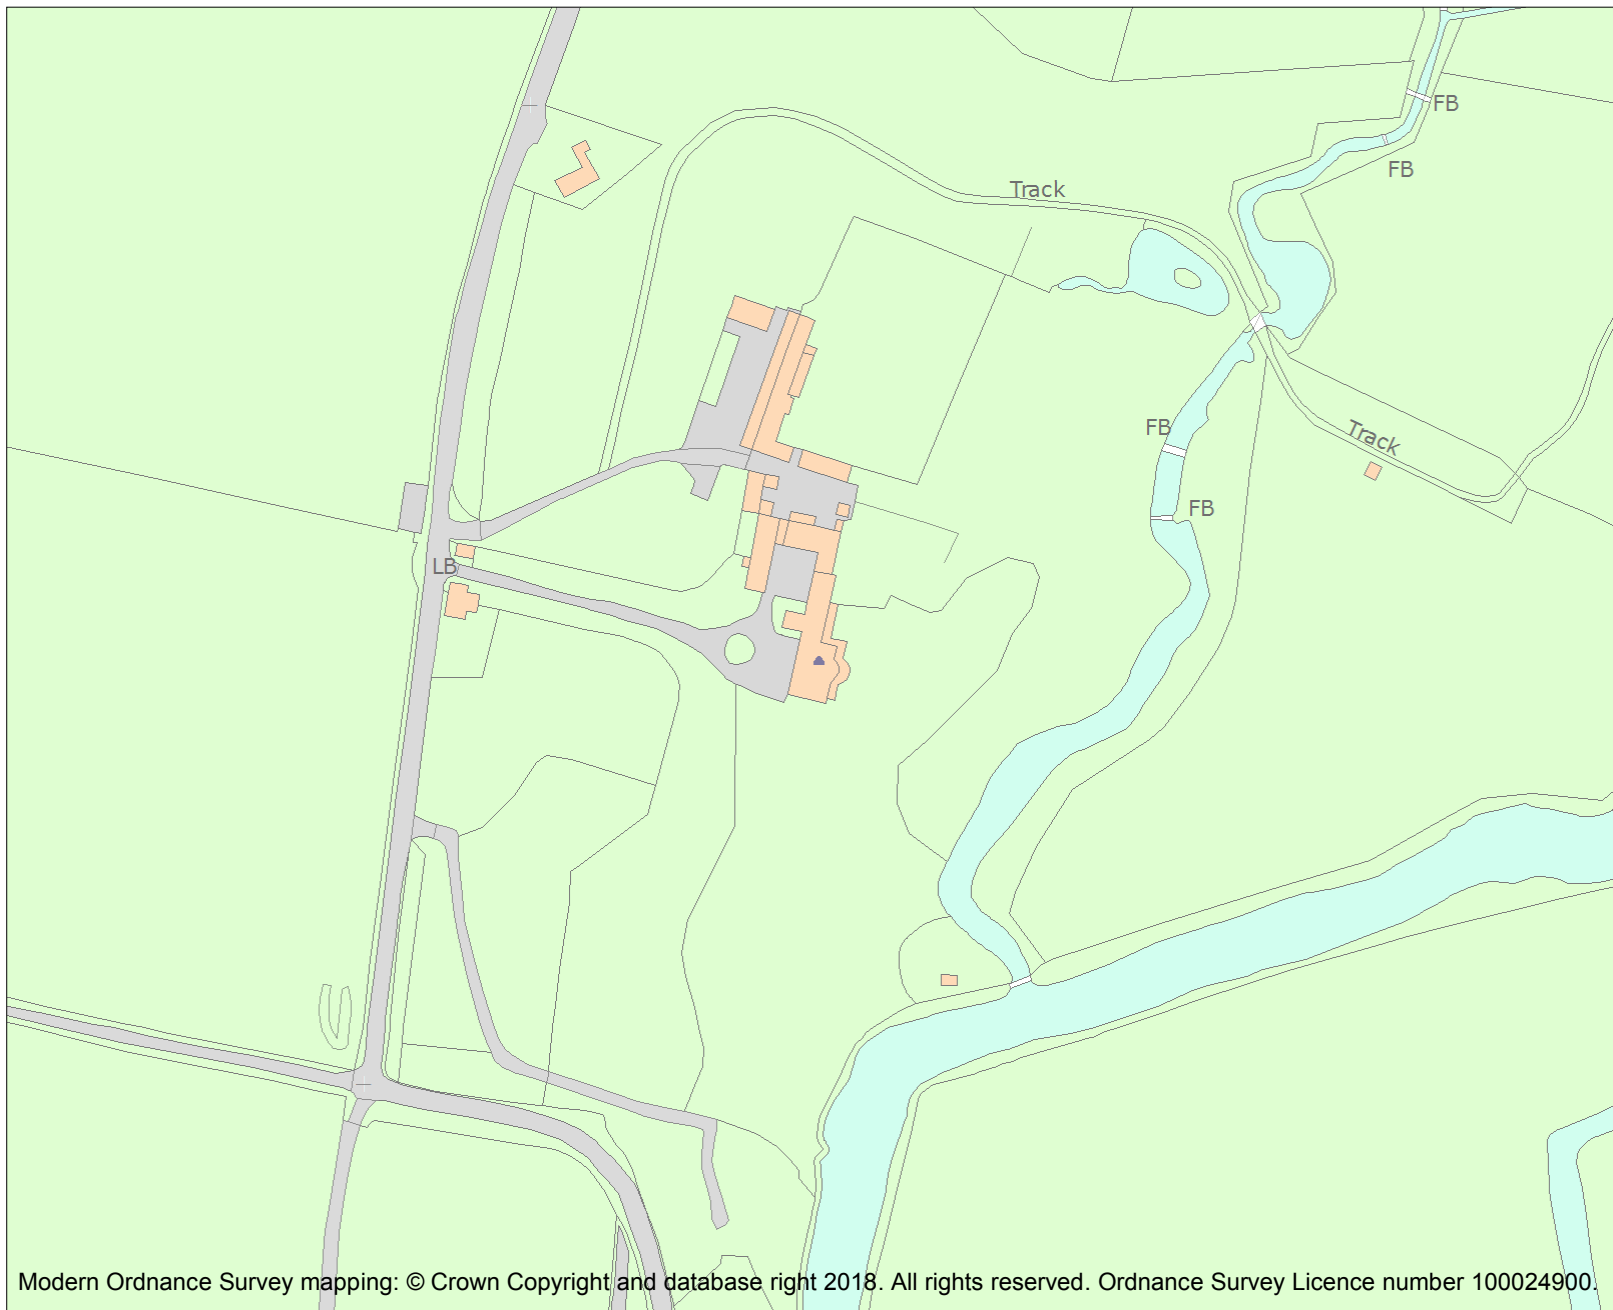 FB
FB
Track
FB
Track
FB
LB
Modern Ordnance Survey mapping: © Crown Copyright and database right 2018. All rights reserved. Ordnance Survey Licence number 100024900.